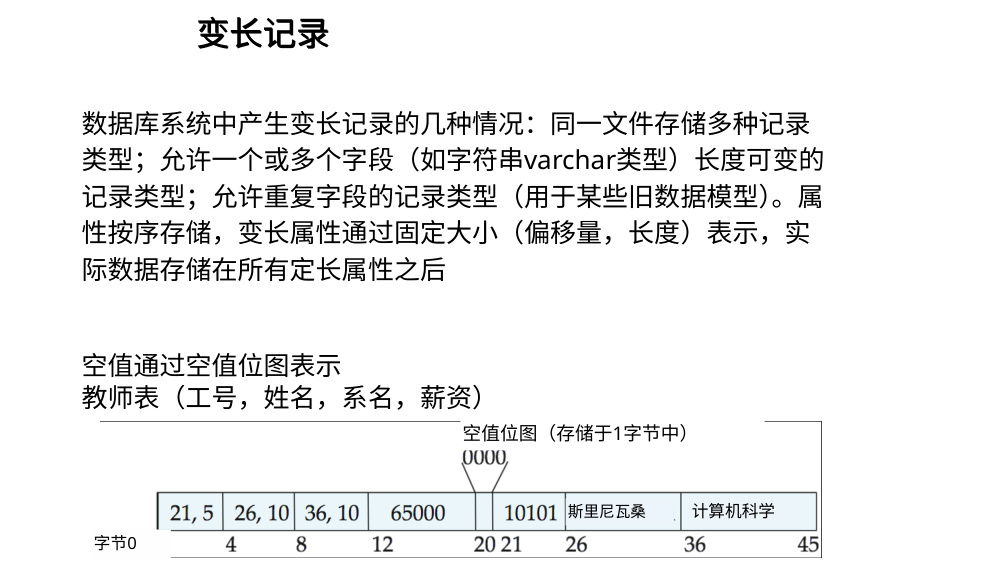 变长记录
数据库系统中产生变长记录的几种情况：同一文件存储多种记录
类型；允许一个或多个字段（如字符串varchar类型）长度可变的
记录类型；允许重复字段的记录类型（用于某些旧数据模型）。属
性按序存储，变长属性通过固定大小（偏移量，长度）表示，实
际数据存储在所有定长属性之后
空值通过空值位图表示
教师表（工号，姓名，系名，薪资）
空值位图（存储于1字节中）
0000
21, 5 26, 10 36, 10 65000 10101 斯里尼瓦桑 计算机科学
字节0 4 8 12 20 21 26 36 45